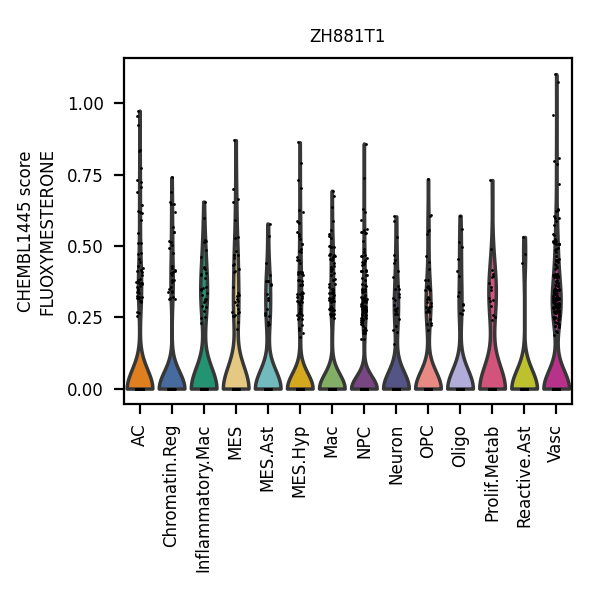 ZH881T1
CHEMBL1445 score
FLUOXYMESTERONE
1.00
0.75
0.50
0.25
0.00
AC
Chromatin.Reg
Inflammatory.Mac
MES
MES.Ast
MES.Hyp
Mac
NPC
Neuron
OPC
Oligo
Prolif.Metab
Reactive.Ast
Vasc